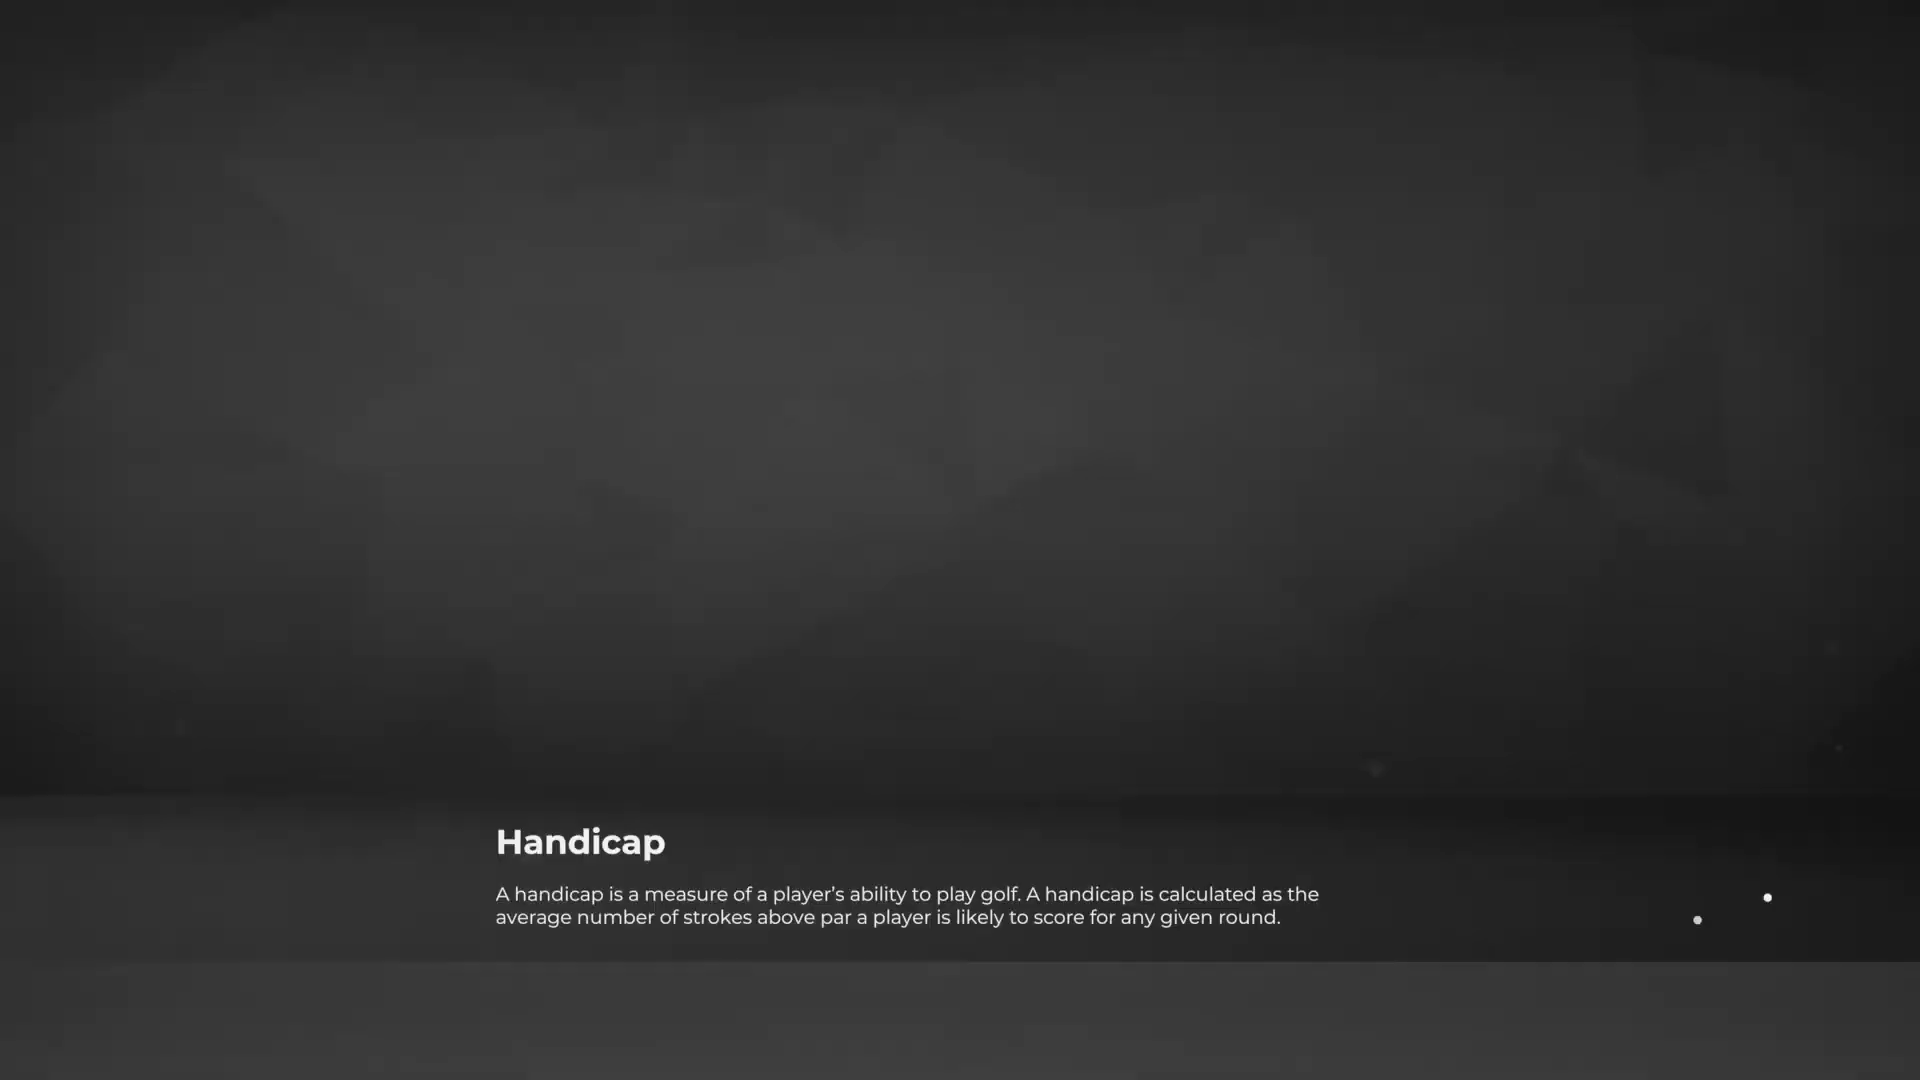 Handicap
A handicap is a measure of a player’s ability to play golf. A handicap is calculated as the
average number of strokes above par a player is likely to score for any given round.